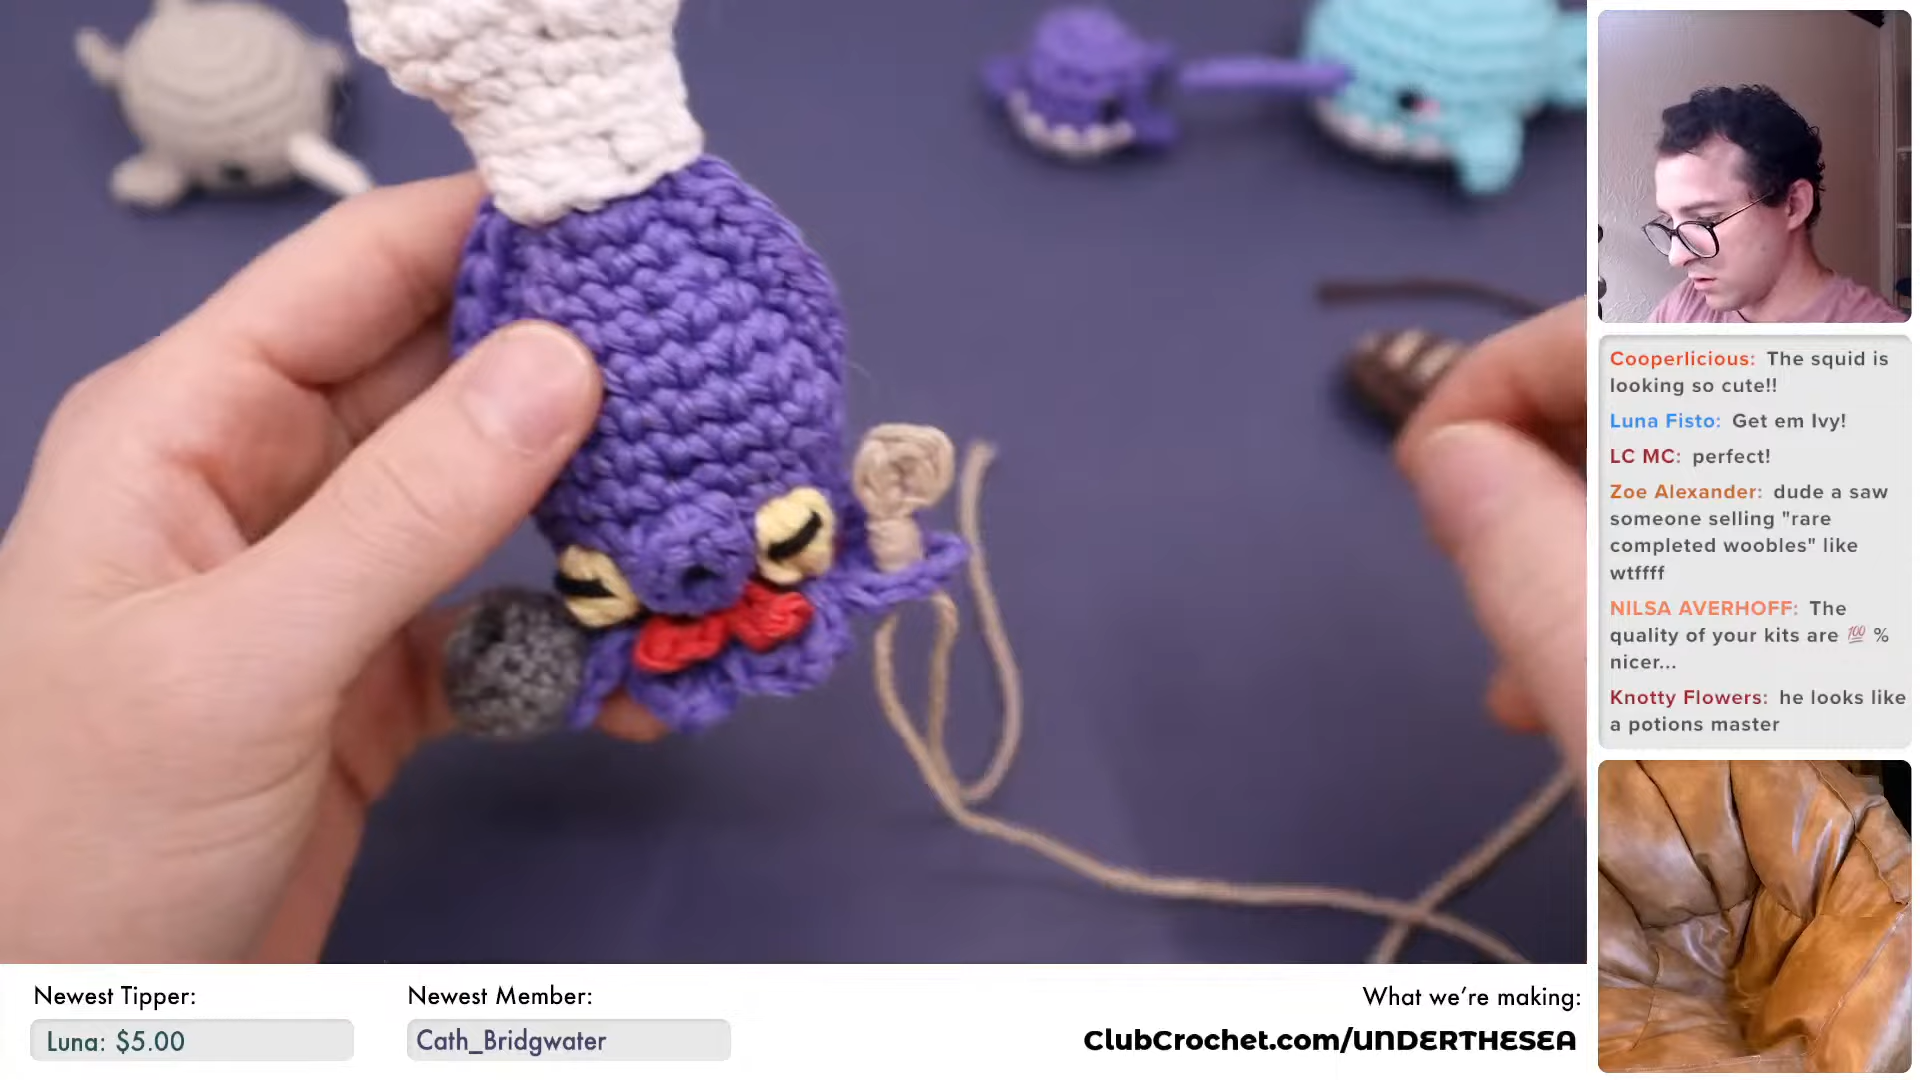 Cooperlicious: The squid is
looking so cute!!
Luna Fisto: Get em Ivy!
LC MC: perfect!
Zoe Alexander: dude a saw
someone selling "rare
completed woobles" like
wtffff
NILSA AVERHOFF: The
quality of your kits are 💯 %
nicer...
Knotty Flowers: he looks like
a potions master
Newest Tipper:
Luna: $5.00
Newest Member:
Cath_Bridgwater
What we're making:
ClubCrochet.com/UNDERTHESEA